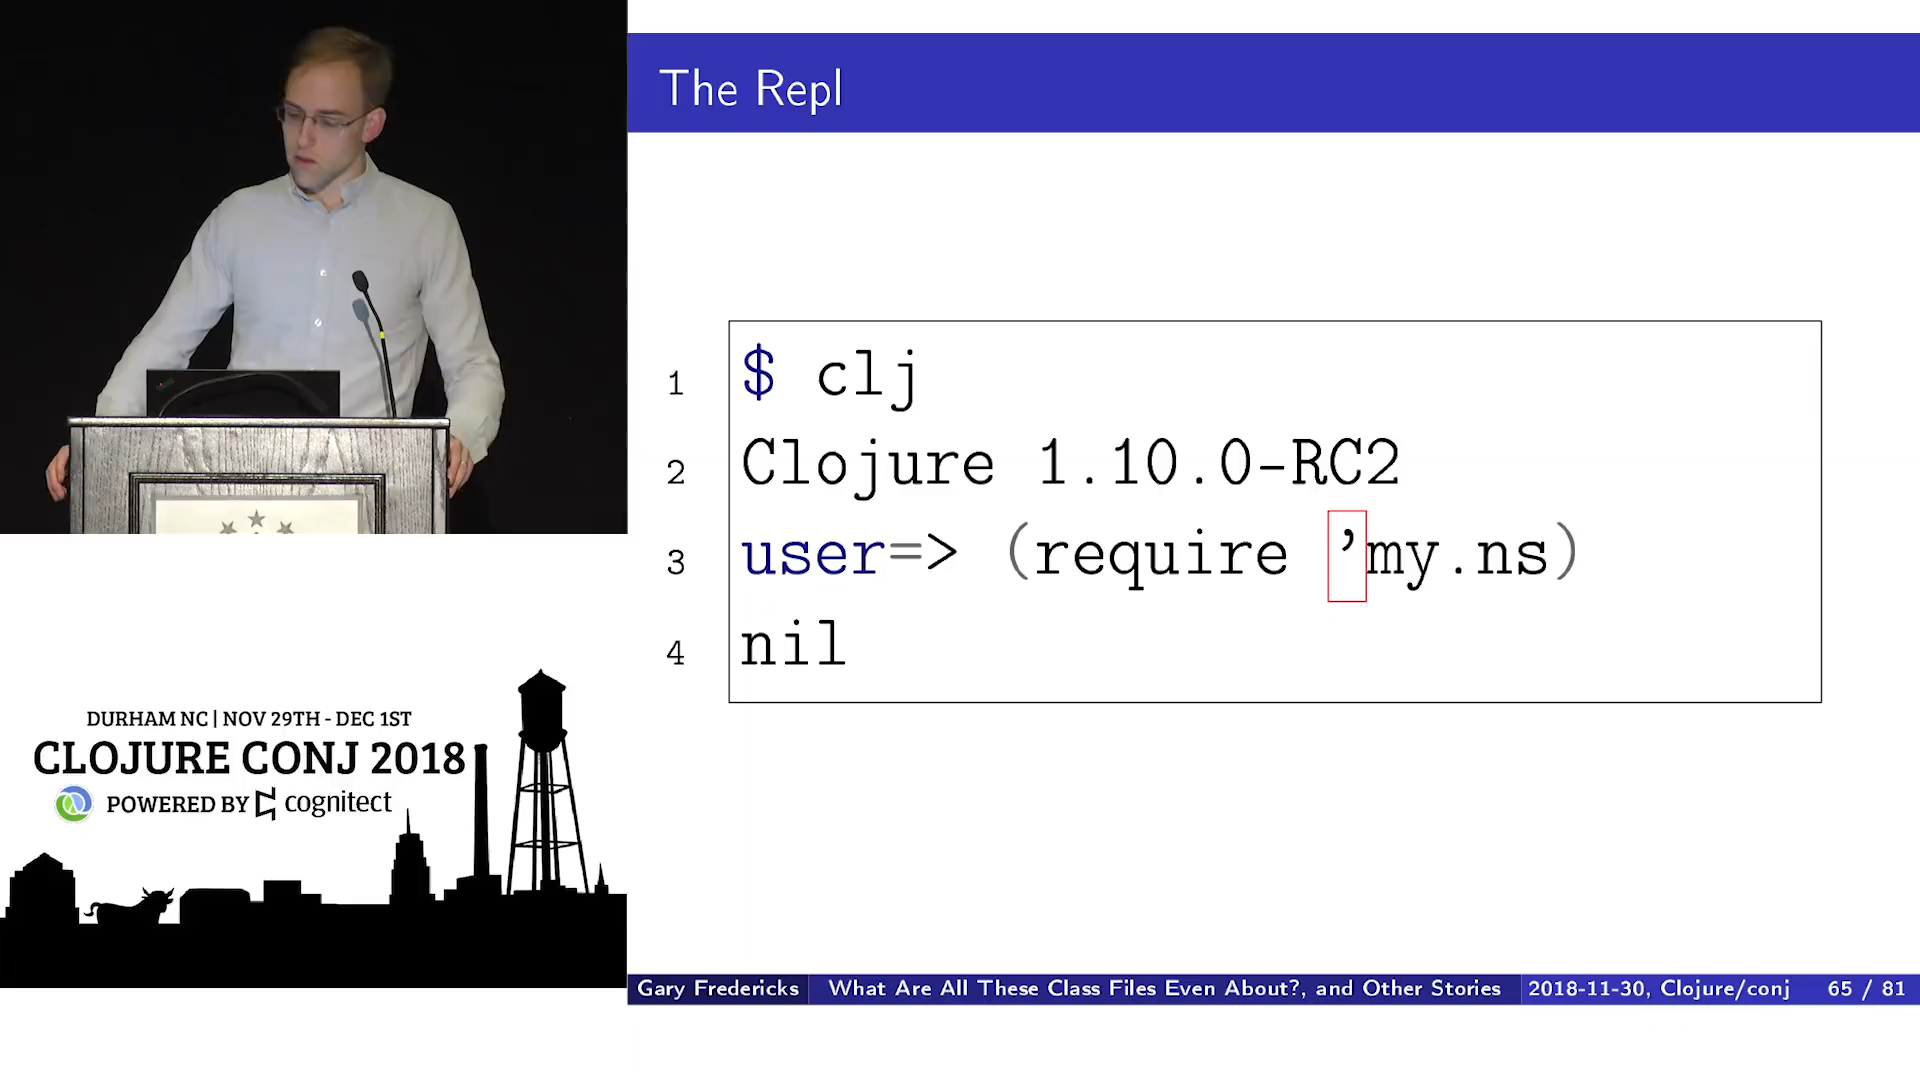 The Repl
1 $ clj
2 Clojure 1.10.0-RC2
3 user=> (require ’my.ns)
4 nil
DURHAM NC | NOV 29TH - DEC 1ST
CLOJURE CONJ 2018
POWERED BY cognitect
Gary Fredericks What Are All These Class Files Even About?, and Other Stories 2018-11-30, Clojure/conj 65 / 81